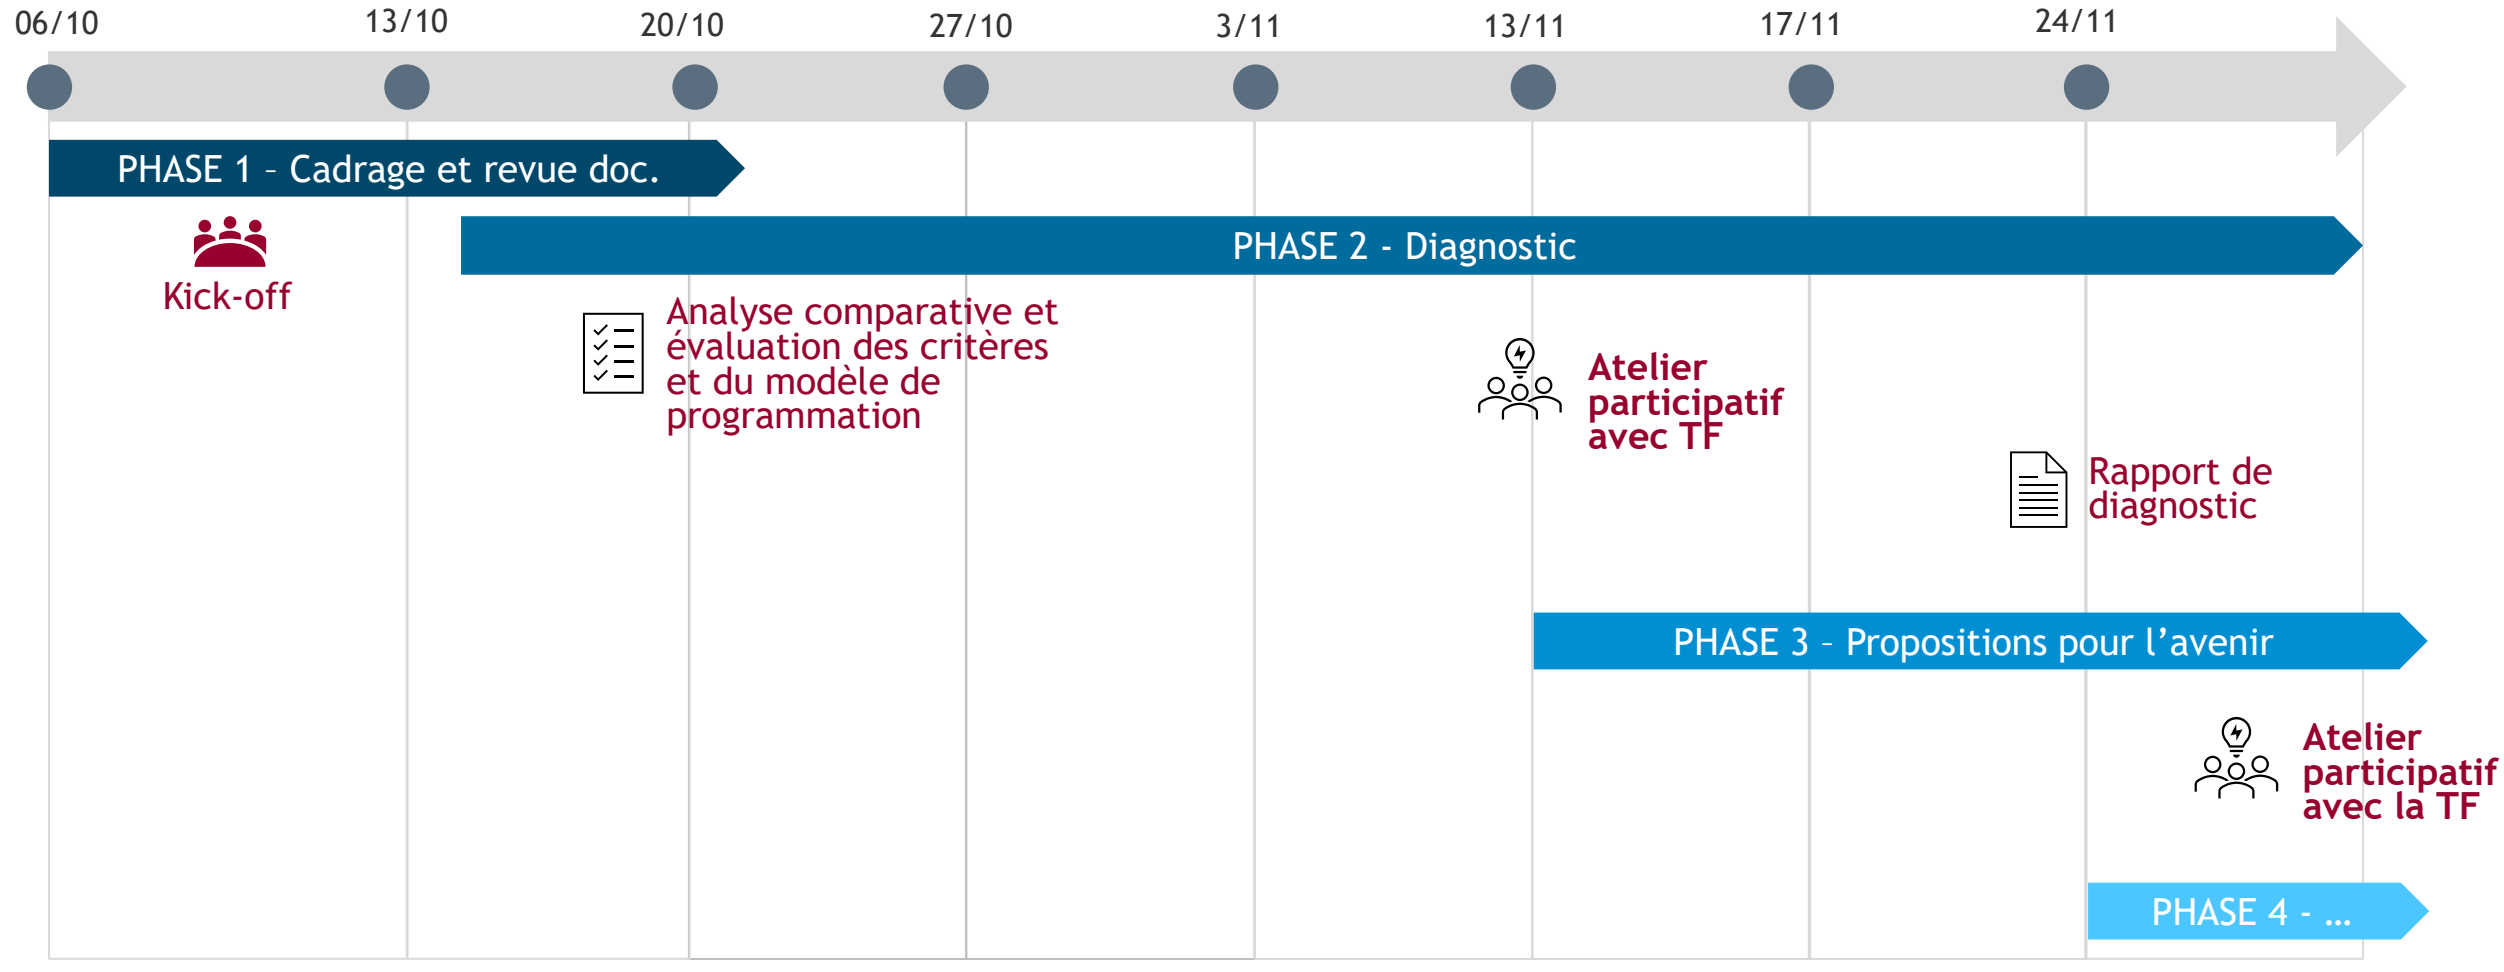 06/10
13/10
20/10
27/10
3/11
13/11
17/11
24/11
PHASE 1 – Cadrage et revue doc.
Kick-off
PHASE 2 - Diagnostic
Analyse comparative et
évaluation des critères
et du modèle de
programmation
Atelier
participatif
avec TF
Rapport de
diagnostic
PHASE 3 – Propositions pour l’avenir
Atelier
participatif
avec la TF
PHASE 4 - …